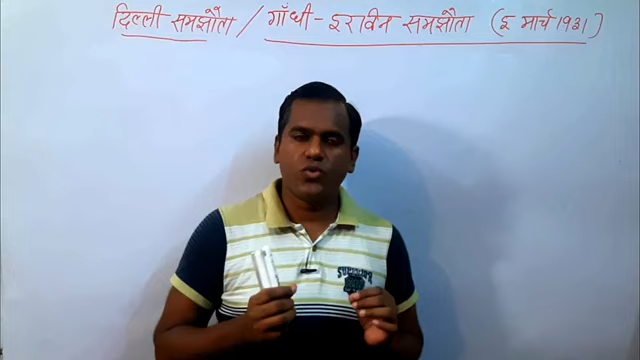 दिल्ली समझौता / गाँधी - इरविन समझौता (5 मार्च 1931)